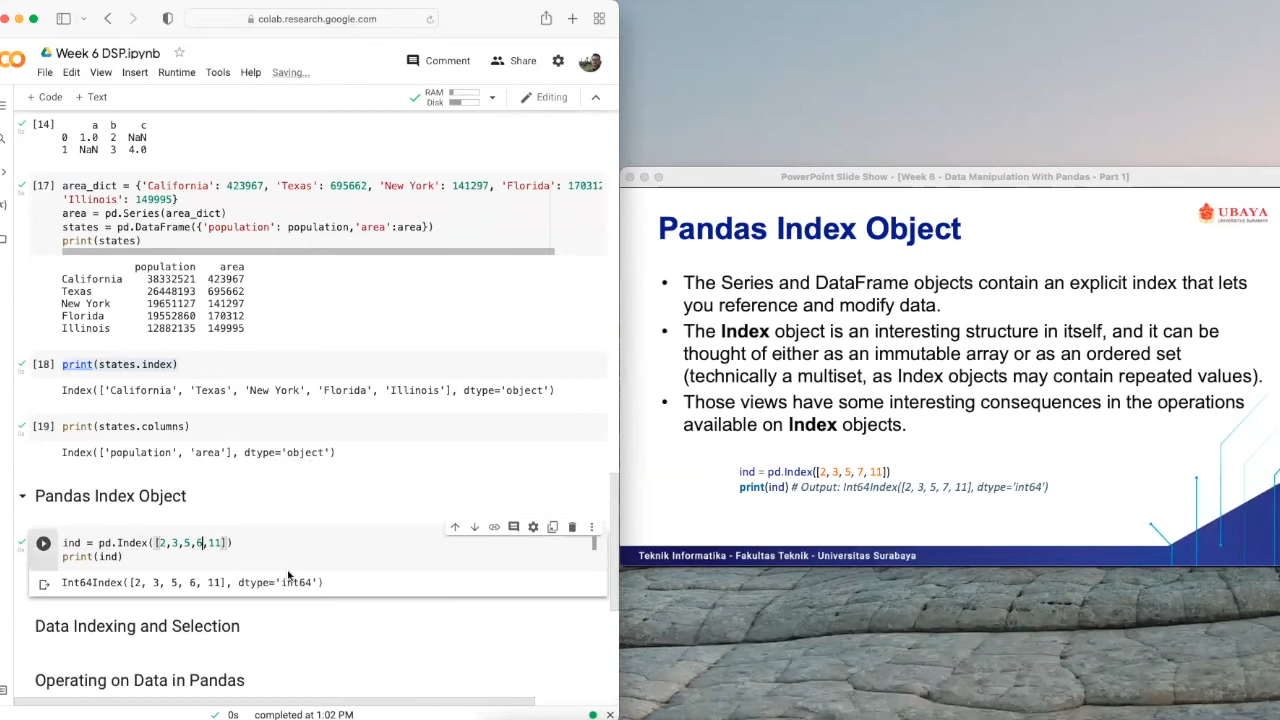 colab.research.google.com
Week 6 DSP.ipynb
Comment
Share
File Edit View Insert Runtime Tools Help Saving...
+ Code + Text
RAM
Disk
Editing
[14]
a b c
0 1.0 2 NaN
1 NaN 3 4.0
[17] area_dict = {'California': 423967, 'Texas': 695662, 'New York': 141297, 'Florida': 170312
'Illinois': 149995}
area = pd.Series(area_dict)
states = pd.DataFrame({'population': population,'area':area})
print(states)
population area
California 38332521 423967
Texas 26448193 695662
New York 19651127 141297
Florida 19552860 170312
Illinois 12882135 149995
[18] print(states.index)
Index(['California', 'Texas', 'New York', 'Florida', 'Illinois'], dtype='object')
[19] print(states.columns)
Index(['population', 'area'], dtype='object')
Pandas Index Object
ind = pd.Index([2,3,5,6,11])
print(ind)
Int64Index([2, 3, 5, 6, 11], dtype='int64')
Data Indexing and Selection
Operating on Data in Pandas
0s completed at 1:02 PM
PowerPoint Slide Show - [Week 6 - Data Manipulation With Pandas - Part 1]
UBAYA
UNIVERSITAS SURABAYA
Pandas Index Object
• The Series and DataFrame objects contain an explicit index that lets
you reference and modify data.
• The Index object is an interesting structure in itself, and it can be
thought of either as an immutable array or as an ordered set
(technically a multiset, as Index objects may contain repeated values).
• Those views have some interesting consequences in the operations
available on Index objects.
ind = pd.Index([2, 3, 5, 7, 11])
print(ind) # Output: Int64Index([2, 3, 5, 7, 11], dtype='int64')
Teknik Informatika - Fakultas Teknik - Universitas Surabaya